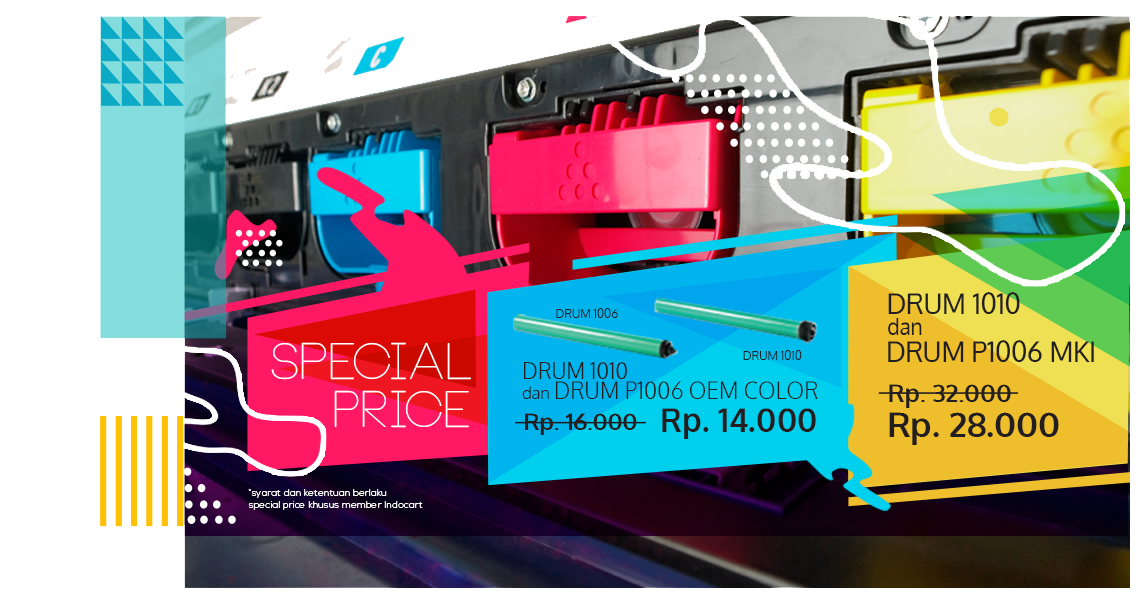 C
SPECIAL
PRICE
*syarat dan ketentuan berlaku
special price khusus member Indocart
DRUM 1006
DRUM 1010
DRUM 1010
dan DRUM P1006 OEM COLOR
Rp. 16.000 Rp. 14.000
DRUM 1010
dan
DRUM P1006 MKI
Rp. 32.000
Rp. 28.000